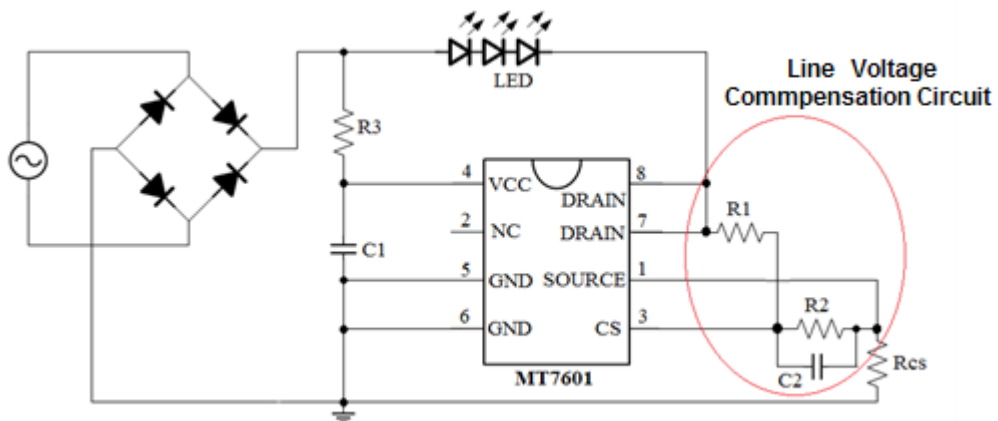 LED
Line Voltage
Commpensation Circuit
R3
4 VCC DRAIN 8
R1
2 NC DRAIN 7
C1
5 GND SOURCE 1
R2
6 GND CS 3
C2
Rcs
MT7601